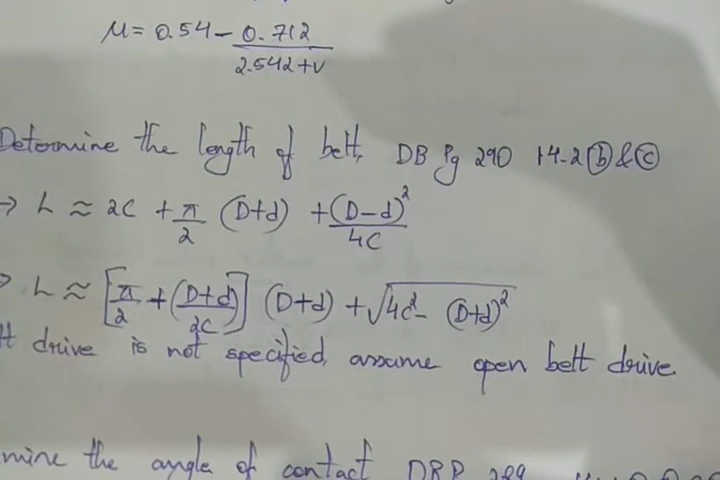 μ = 0.54 - 0.712 / 2.542+v
Determine the length of belt, DB Pg 290 14-2 ⓑ & ⓒ
→ L ≈ 2C + π/2 (D+d) + (D-d)² / 4C
L ≈ [π/2 + (D+d)/2C] (D+d) + √4c² - (D+d)²
drive is not specified, assume open belt drive
mine the angle of contact